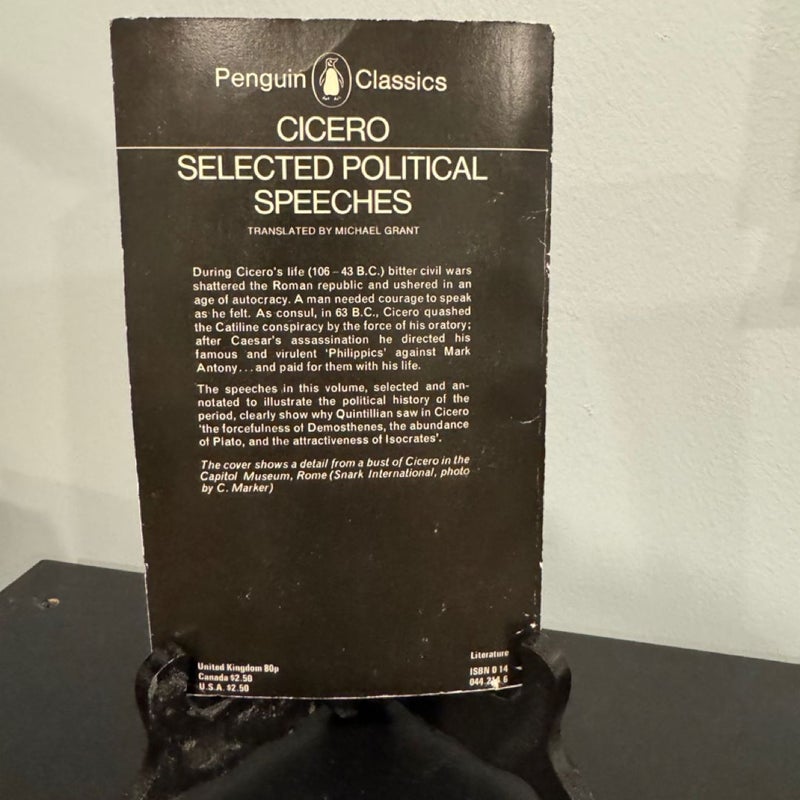 Penguin Classics
CICERO
SELECTED POLITICAL
SPEECHES
TRANSLATED BY MICHAEL GRANT
During Cicero's life (106 – 43 B.C.) bitter civil wars
shattered the Roman republic and ushered in an
age of autocracy. A man needed courage to speak
as he felt. As consul, in 63 B.C., Cicero quashed
the Catiline conspiracy by the force of his oratory;
after Caesar's assassination he directed his
famous and virulent 'Philippics' against Mark
Antony... and paid for them with his life.
The speeches in this volume, selected and an-
notated to illustrate the political history of the
period, clearly show why Quintillian saw in Cicero
'the forcefulness of Demosthenes, the abundance
of Plato, and the attractiveness of Isocrates'.
The cover shows a detail from a bust of Cicero in the
Capitol Museum, Rome (Snark International, photo
by C. Marker)
United Kingdom 80p
Canada $2.50
U.S.A. $2.50
Literature
ISBN 0 14
044 214 6